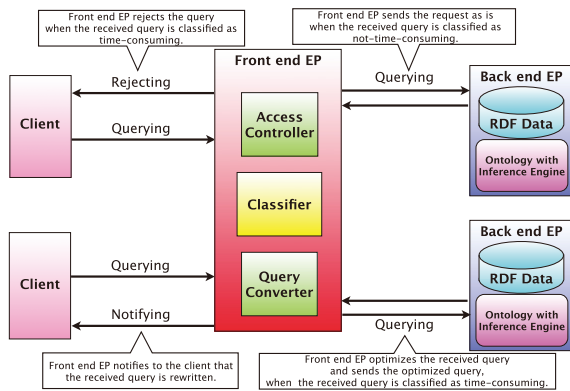 Front end EP rejects the query
when the received query is classified as
time-consuming.
Front end EP sends the request as is
when the received query is classified as
not-time-consuming.
Front end EP
Rejecting
Querying
Client
Querying
Access
Controller
Back end EP
RDF Data
Ontology with
Inference Engine
Classifier
Client
Querying
Notifying
Query
Converter
Querying
Back end EP
RDF Data
Ontology with
Inference Engine
Front end EP notifies to the client that
the received query is rewritten.
Front end EP optimizes the received query
and sends the optimized query,
when the received query is classified as time-consuming.